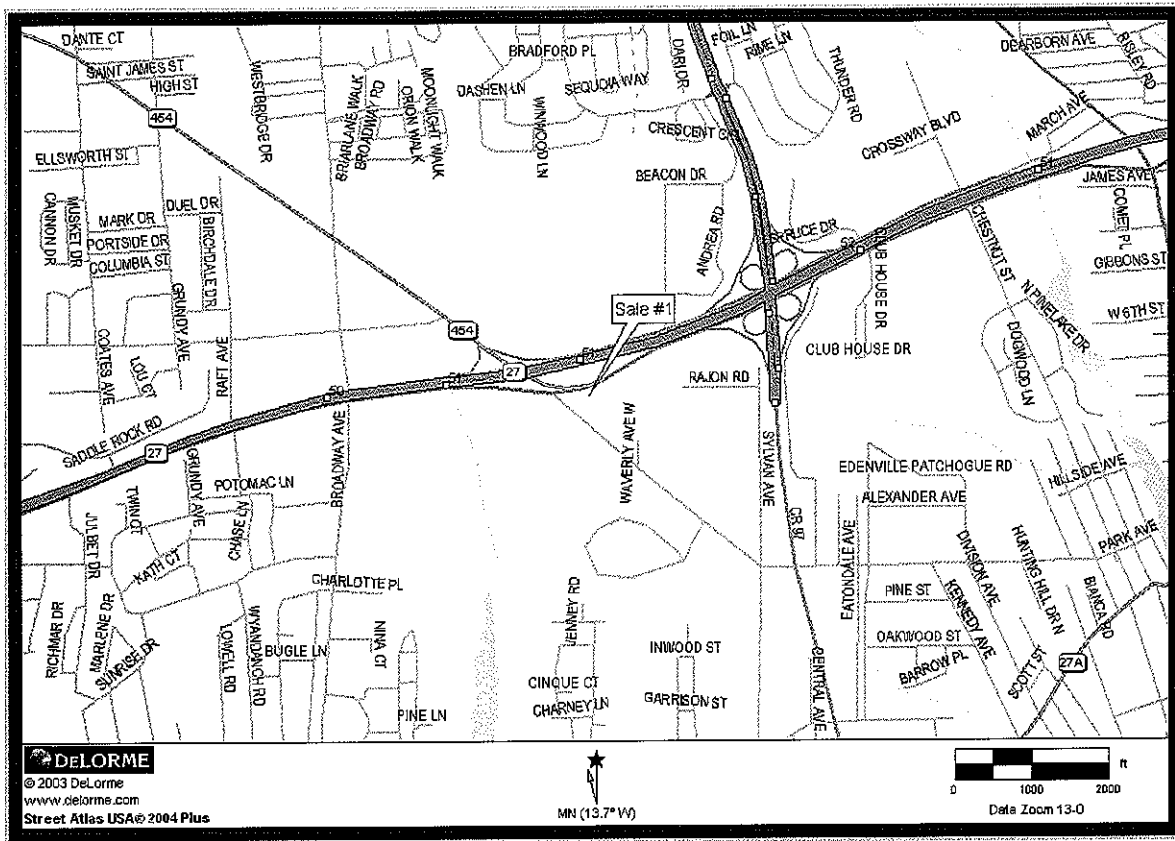 DANTE CT
SAINT JAMES ST
HIGH ST
454
ELLSWORTH ST
CANNON DR
MUSKET DR
MARK DR
PORTSIDE DR
COLUMBIA ST
DUEL DR
BIRCHDALE DR
GRUNDY AVE
COATES AVE
LOU CT
RAFT AVE
SADDLE ROCK RD
27
WESTBRIDGE DR
BRIARLANE WALK
BROADWAY RD
ORION WALK
MOONLIGHT WALK
BRADFORD PL
DASHEN LN
SEQUOIA WAY
WINWOOD LN
DARI DR
FOIL LN
RIME LN
THUNDER RD
CRESCENT CIR
BEACON DR
ANDREA RD
SPRUCE DR
CROSSWAY BLVD
DEARBORN AVE
RISLEY RD
MARCH AVE
54
JAMES AVE
COMET PL
GIBBONS ST
CHESTNUT ST
53
CLUB HOUSE DR
CLUB HOUSE DR
N PINELAKE DR
W 6TH ST
DOGWOOD LN
Sale #1
454
27
51
51
50
RAJON RD
BROADWAY AVE
WAVERLY AVE W
SYLVAN AVE
CR 97
EDENVILLE PATCHOGUE RD
ALEXANDER AVE
HILLSIDE AVE
PARK AVE
GRUNDY AVE
POTOMAC LN
TWIN CT
CHASE LN
JULBET DR
KATH CT
CHARLOTTE PL
RICHMAR DR
MARLENE DR
SUNRISE DR
LOWELL RD
WYANDANCH RD
BUGLE LN
NINA CT
PINE LN
JENNEY RD
CINQUE CT
CHARNEY LN
INWOOD ST
GARRISON ST
CENTRAL AVE
EATONDALE AVE
PINE ST
OAKWOOD ST
BARROW PL
DIVISION AVE
KENNEDY AVE
HUNTING HILL DR N
BIANCA RD
SCOTT ST
27A
DELORME
© 2003 DeLorme
www.delorme.com
Street Atlas USA® 2004 Plus
MN (13.7° W)
ft
0 1000 2000
Data Zoom 13-0